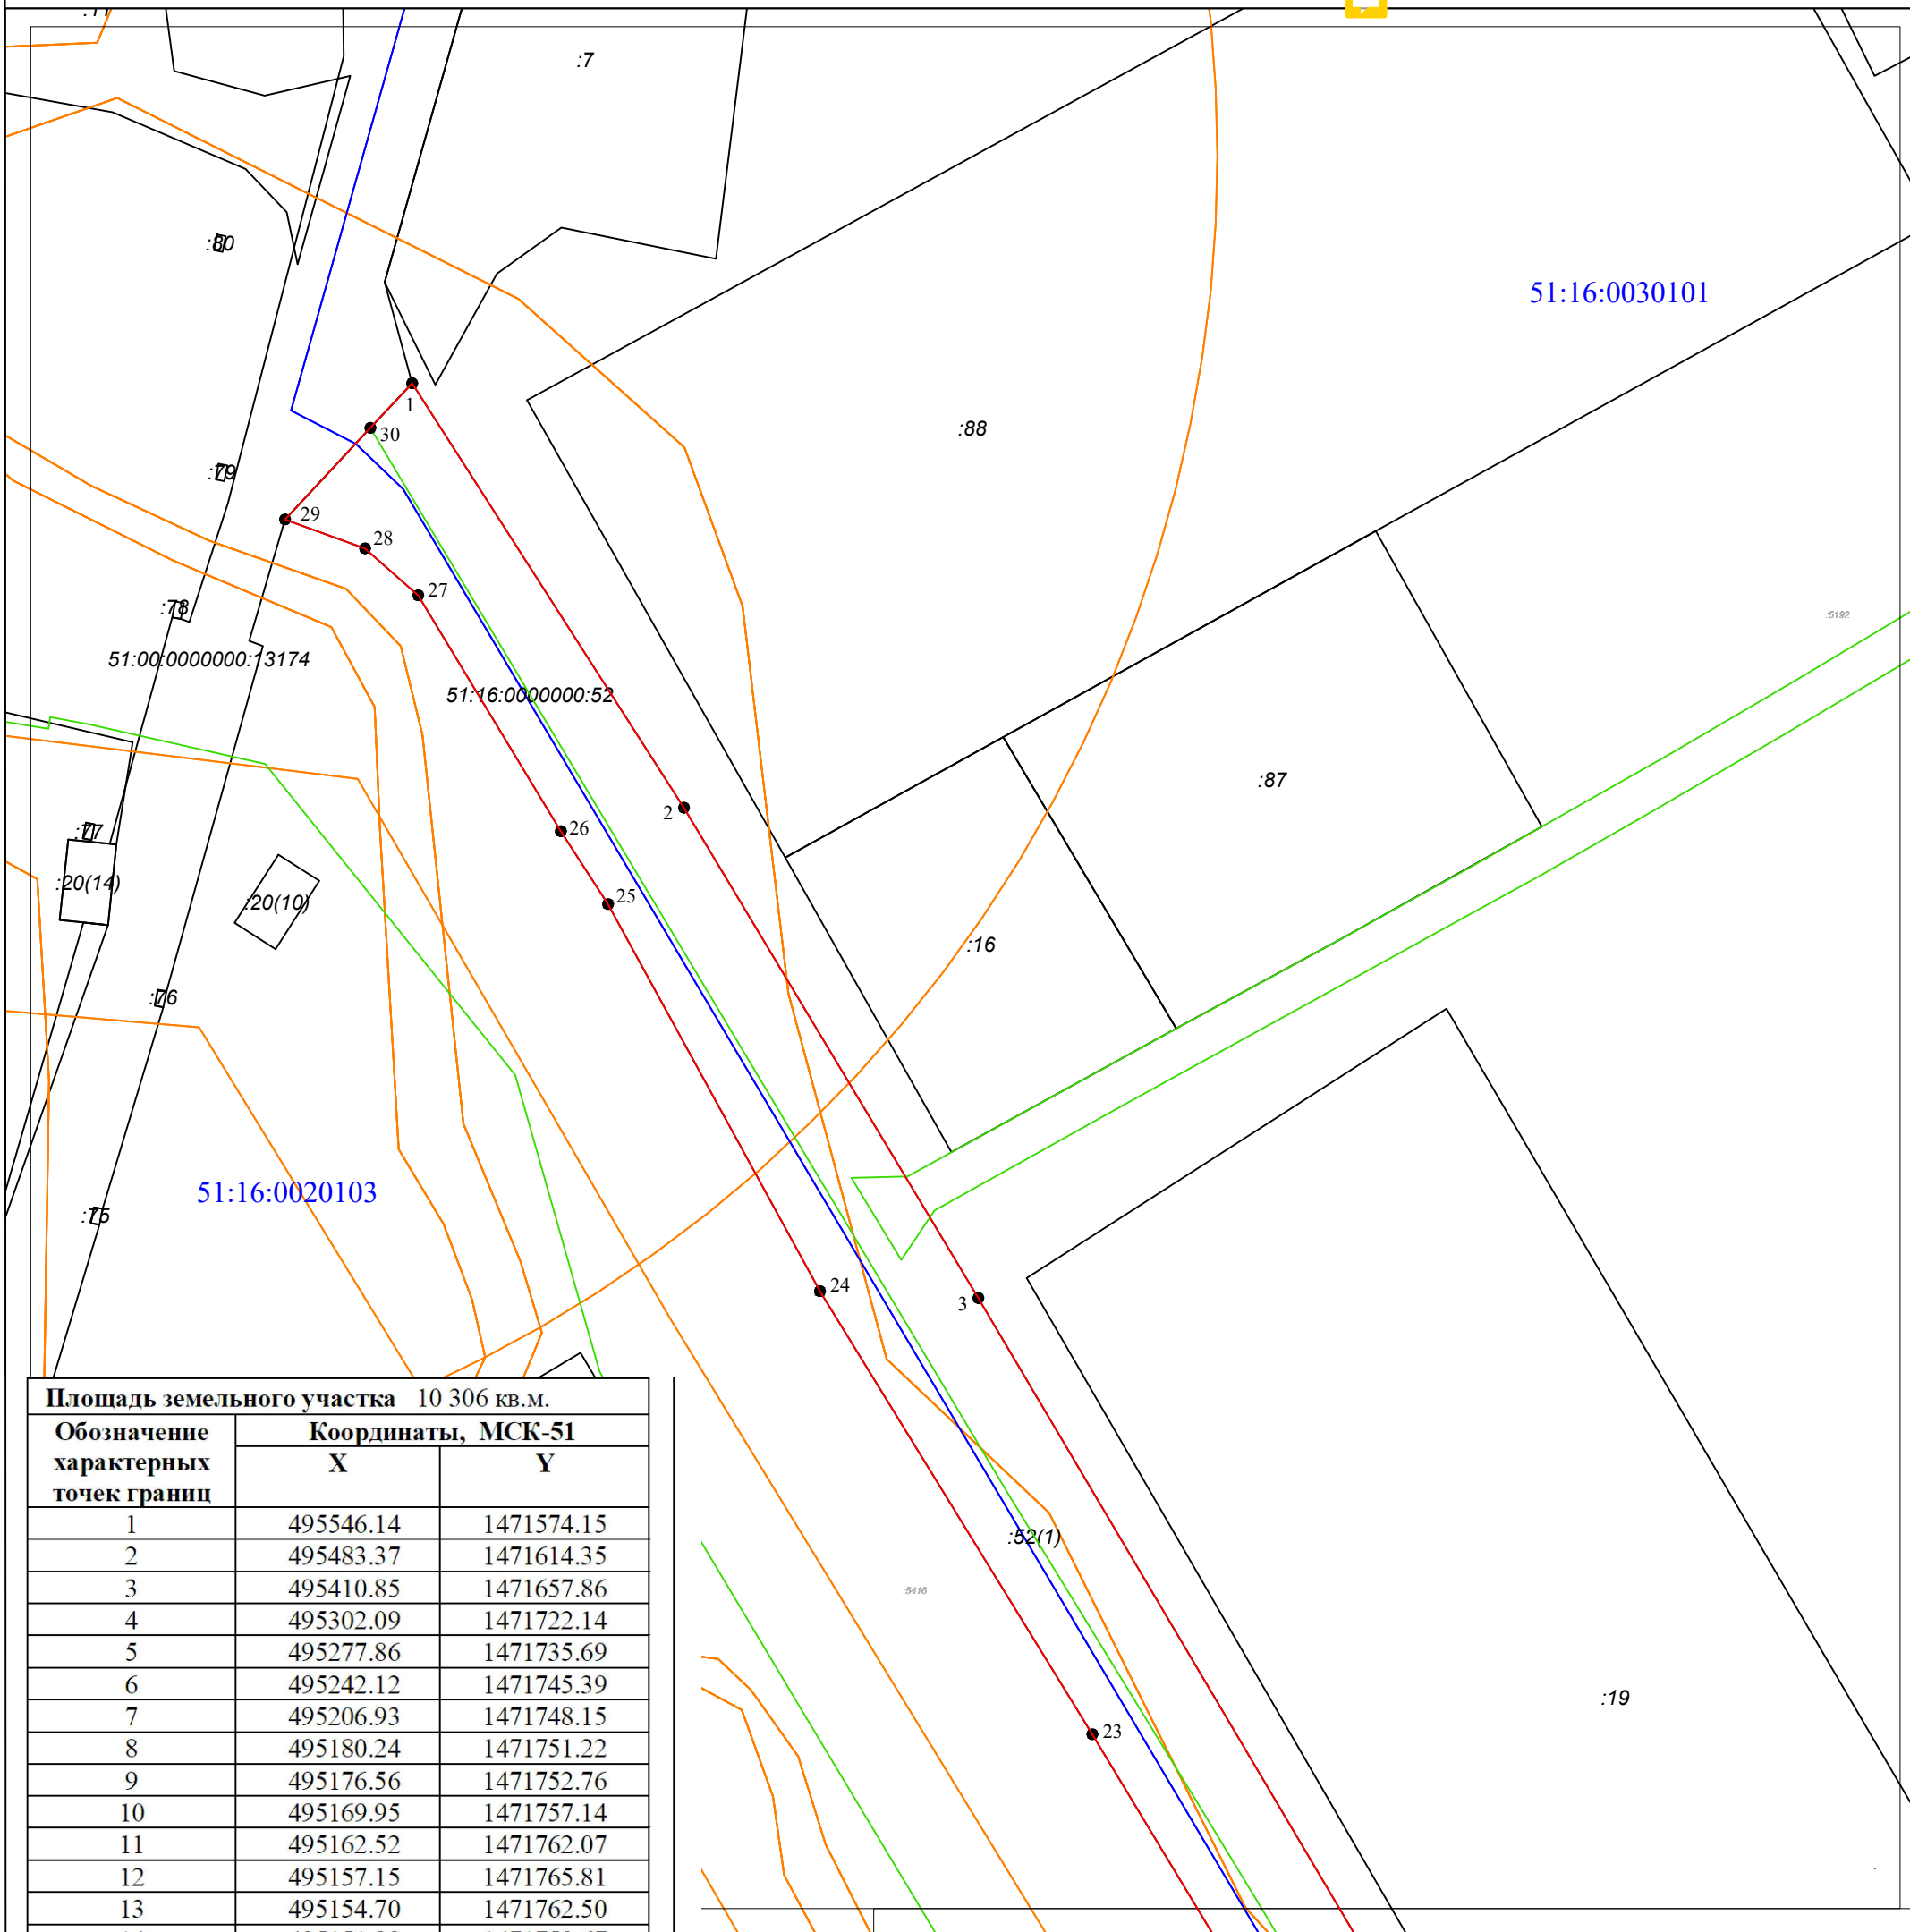 :7
:80
51:16:0030101
1
30
:88
:79
29
28
27
:78
:5192
51:00:0000000:13174
51:16:0000000:52
:87
2
26
:77
:20(14)
25
:20(10)
:16
:76
51:16:0020103
:75
24
3
Площадь земельного участка 10 306 кв.м.
Обозначение характерных точек границ
Координаты, МСК-51
X Y
1 495546.14 1471574.15
2 495483.37 1471614.35
3 495410.85 1471657.86
4 495302.09 1471722.14
5 495277.86 1471735.69
6 495242.12 1471745.39
7 495206.93 1471748.15
8 495180.24 1471751.22
9 495176.56 1471752.76
10 495169.95 1471757.14
11 495162.52 1471762.07
12 495157.15 1471765.81
13 495154.70 1471762.50
:52(1)
:5416
:19
23